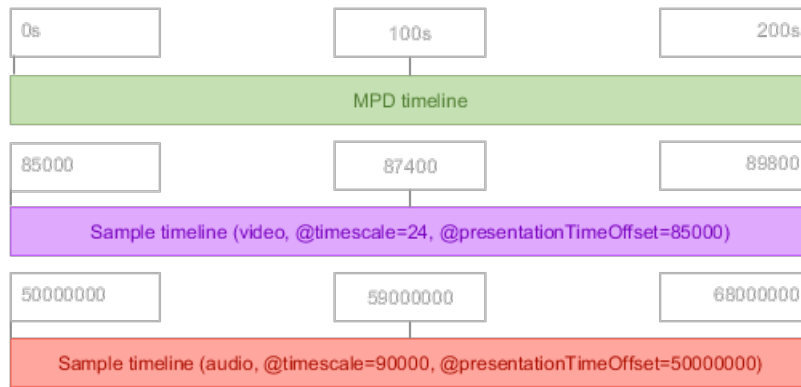 0s
100s
200s
MPD timeline
85000
87400
89800
Sample timeline (video, @timescale=24, @presentationTimeOffset=85000)
50000000
59000000
68000000
Sample timeline (audio, @timescale=90000, @presentationTimeOffset=50000000)